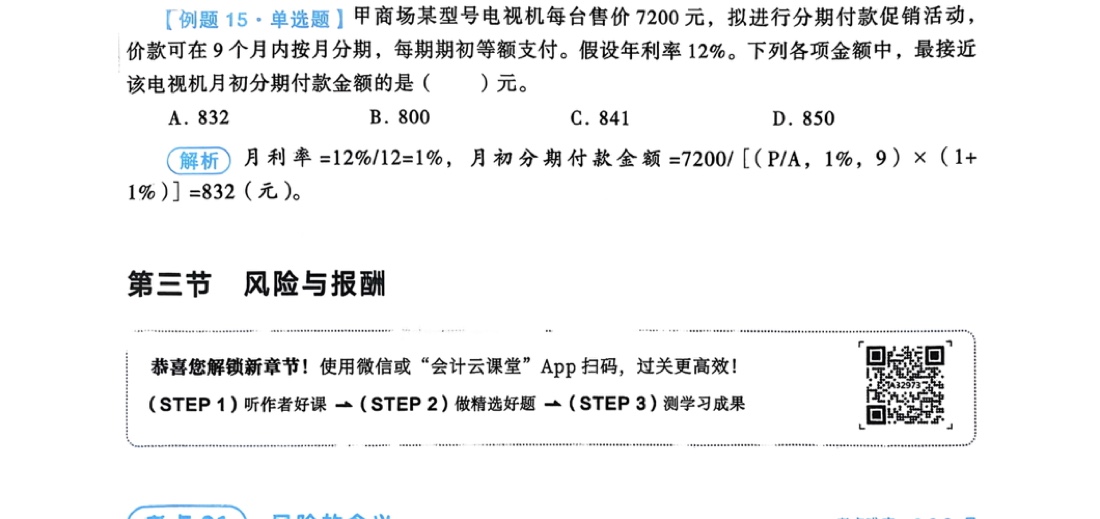 【例题 15·单选题】甲商场某型号电视机每台售价 7200 元，拟进行分期付款促销活动，
价款可在 9 个月内按月分期，每期期初等额支付。假设年利率 12%。下列各项金额中，最接近
该电视机月初分期付款金额的是（　　）元。
A. 832　B. 800　C. 841　D. 850
解析 月利率 =12%/12=1%，月初分期付款金额 =7200/［（P/A，1%，9）×（1+
1%）］=832（元）。
第三节　风险与报酬
恭喜您解锁新章节！使用微信或“会计云课堂”App 扫码，过关更高效！
（STEP 1）听作者好课 → （STEP 2）做精选好题 → （STEP 3）测学习成果
A32973